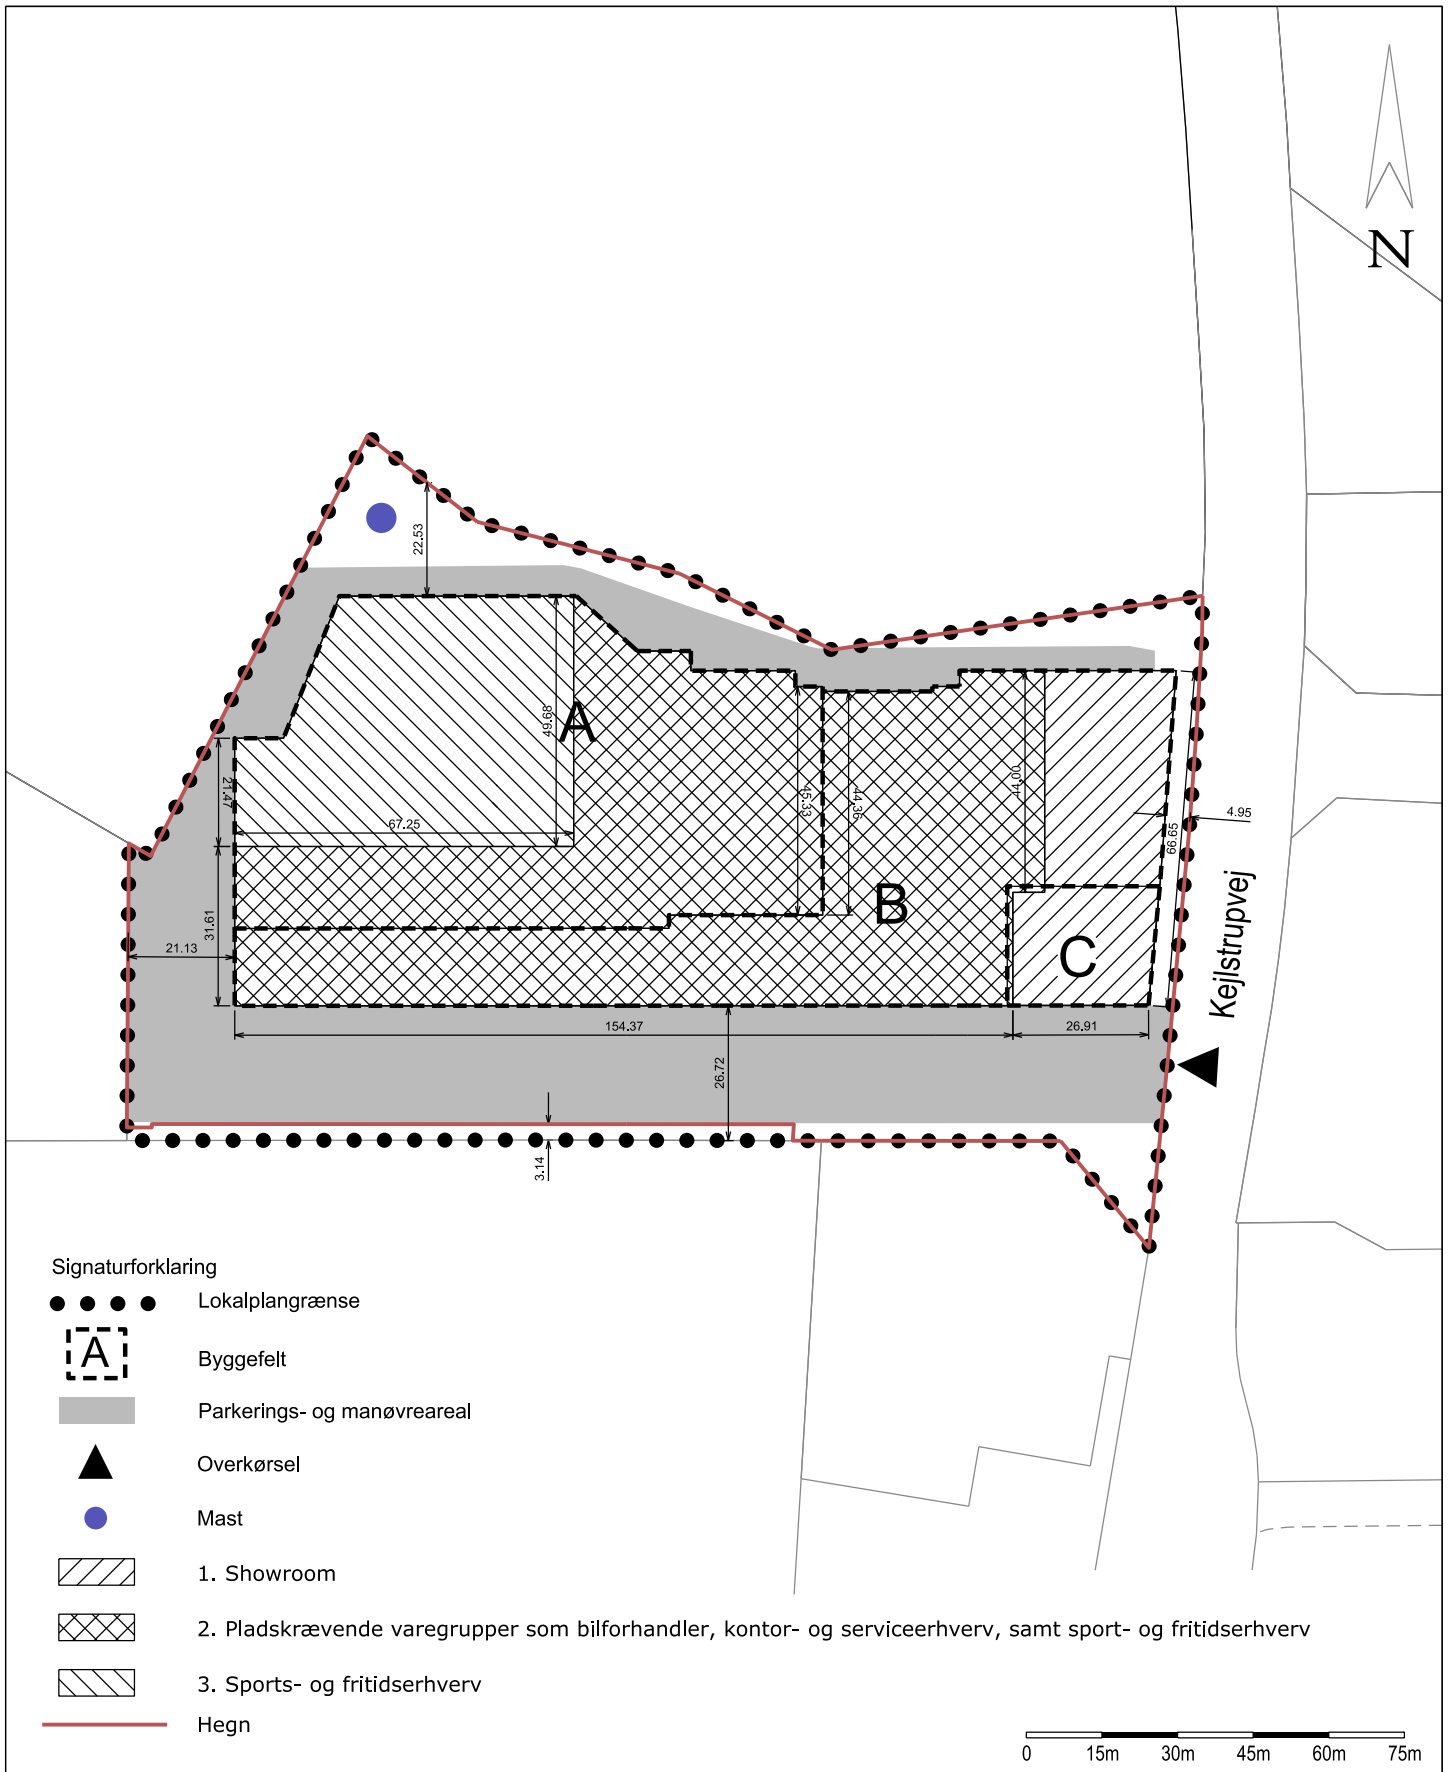 N
22.53
A
49.68
67.25
21.47
31.61
21.13
45.33
44.36
44.00
B
C
66.65
4.95
Kejlstrupvej
154.37
26.91
26.72
3.14
Signaturforklaring
Lokalplangrænse
A
Byggefelt
Parkerings- og manøvreareal
Overkørsel
Mast
1. Showroom
2. Pladskrævende varegrupper som bilforhandler, kontor- og serviceerhverv, samt sport- og fritidserhverv
3. Sports- og fritidserhverv
Hegn
0 15m 30m 45m 60m 75m